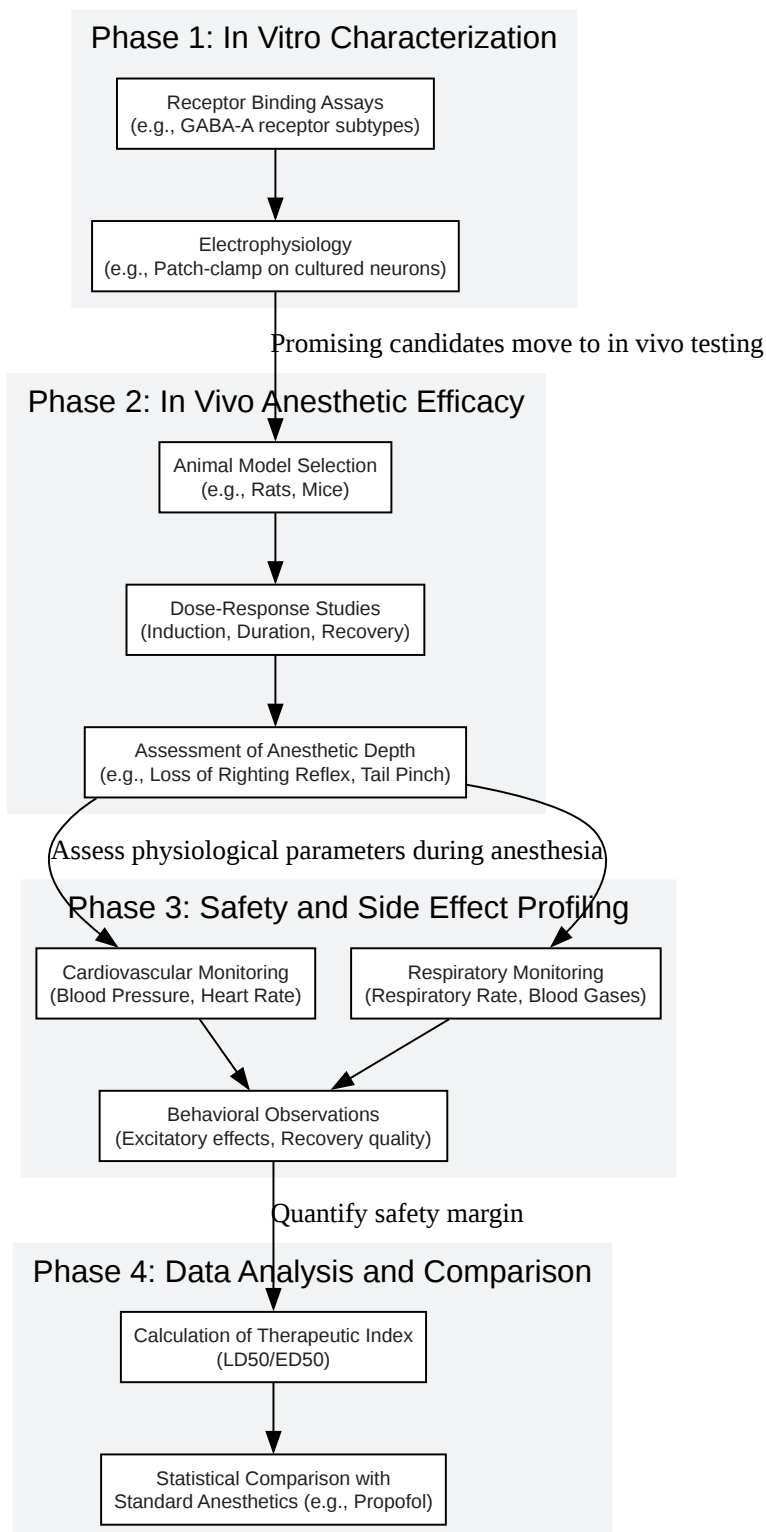 Phase 1: In Vitro Characterization
Receptor Binding Assays
(e.g., GABA-A receptor subtypes)
Electrophysiology
(e.g., Patch-clamp on cultured neurons)
Promising candidates move to in vivo testing
Phase 2: In Vivo Anesthetic Efficacy
Animal Model Selection
(e.g., Rats, Mice)
Dose-Response Studies
(Induction, Duration, Recovery)
Assessment of Anesthetic Depth
(e.g., Loss of Righting Reflex, Tail Pinch)
Assess physiological parameters during anesthesia
Phase 3: Safety and Side Effect Profiling
Cardiovascular Monitoring
(Blood Pressure, Heart Rate)
Respiratory Monitoring
(Respiratory Rate, Blood Gases)
Behavioral Observations
(Excitatory effects, Recovery quality)
Quantify safety margin
Phase 4: Data Analysis and Comparison
Calculation of Therapeutic Index
(LD50/ED50)
Statistical Comparison with
Standard Anesthetics (e.g., Propofol)